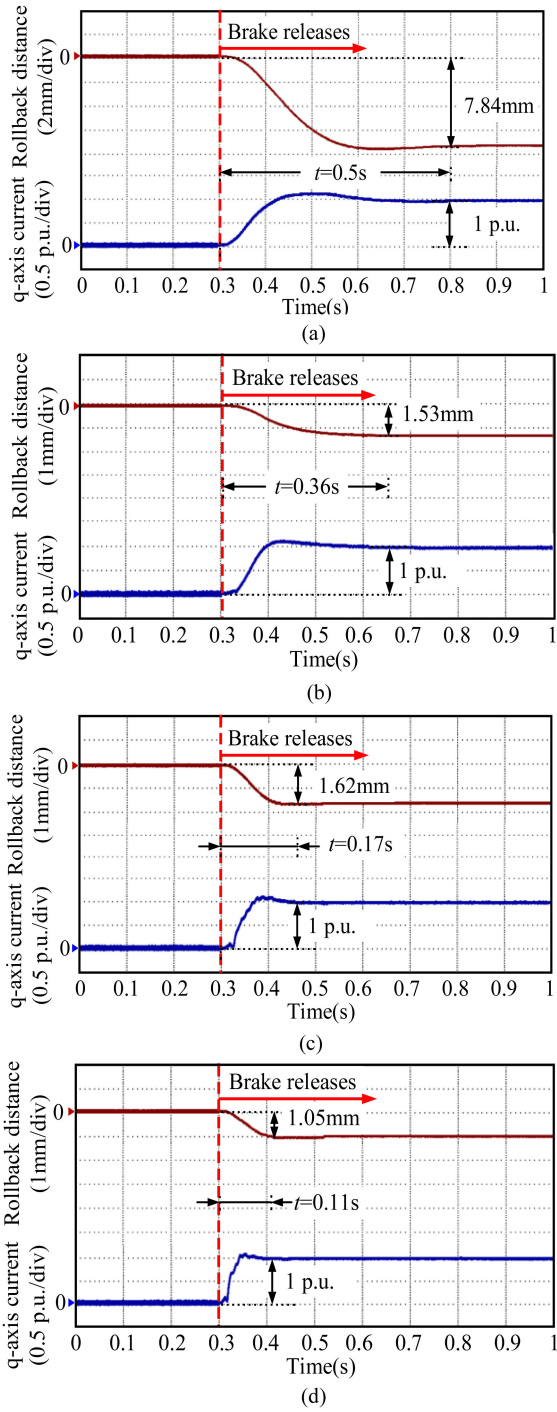 Rollback distance
(2mm/div)
0
Brake releases
7.84mm
t=0.5s
q-axis current
(0.5 p.u./div)
0
1 p.u.
0 0.1 0.2 0.3 0.4 0.5 0.6 0.7 0.8 0.9 1
Time(s)
(a)
Rollback distance
(1mm/div)
0
Brake releases
1.53mm
t=0.36s
q-axis current
(0.5 p.u./div)
0
1 p.u.
0 0.1 0.2 0.3 0.4 0.5 0.6 0.7 0.8 0.9 1
Time(s)
(b)
Rollback distance
(1mm/div)
0
Brake releases
1.62mm
t=0.17s
q-axis current
(0.5 p.u./div)
0
1 p.u.
0 0.1 0.2 0.3 0.4 0.5 0.6 0.7 0.8 0.9 1
Time(s)
(c)
Rollback distance
(1mm/div)
0
Brake releases
1.05mm
t=0.11s
q-axis current
(0.5 p.u./div)
0
1 p.u.
0 0.1 0.2 0.3 0.4 0.5 0.6 0.7 0.8 0.9 1
Time(s)
(d)